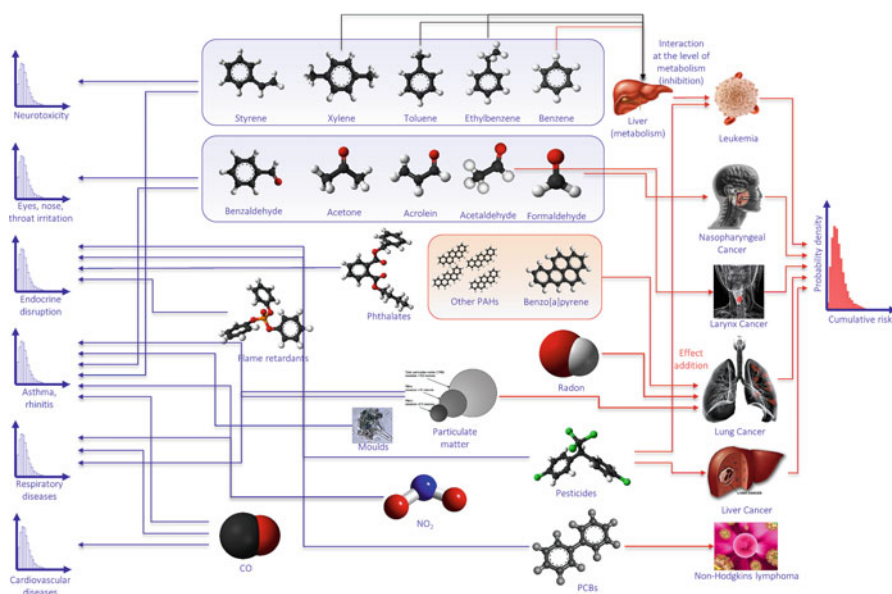 Interaction
at the level of
metabolism
(inhibition)
Neurotoxicity
Styrene
Xylene
Toluene
Ethylbenzene
Benzene
Liver
(metabolism)
Leukemia
Eyes, nose,
throat irritation
Benzaldehyde
Acetone
Acrolein
Acetaldehyde
Formaldehyde
Nasopharyngeal
Cancer
Probability density
Cumulative risk
Endocrine
disruption
Phthalates
Other PAHs
Benzo[a]pyrene
Larynx Cancer
Flame retardants
Effect
addition
Radon
Asthma,
rhinitis
Moulds
Particulate
matter
Lung Cancer
Respiratory
diseases
NO2
Pesticides
Liver Cancer
Cardiovascular
diseases
CO
PCBs
Non-Hodgkins lymphoma